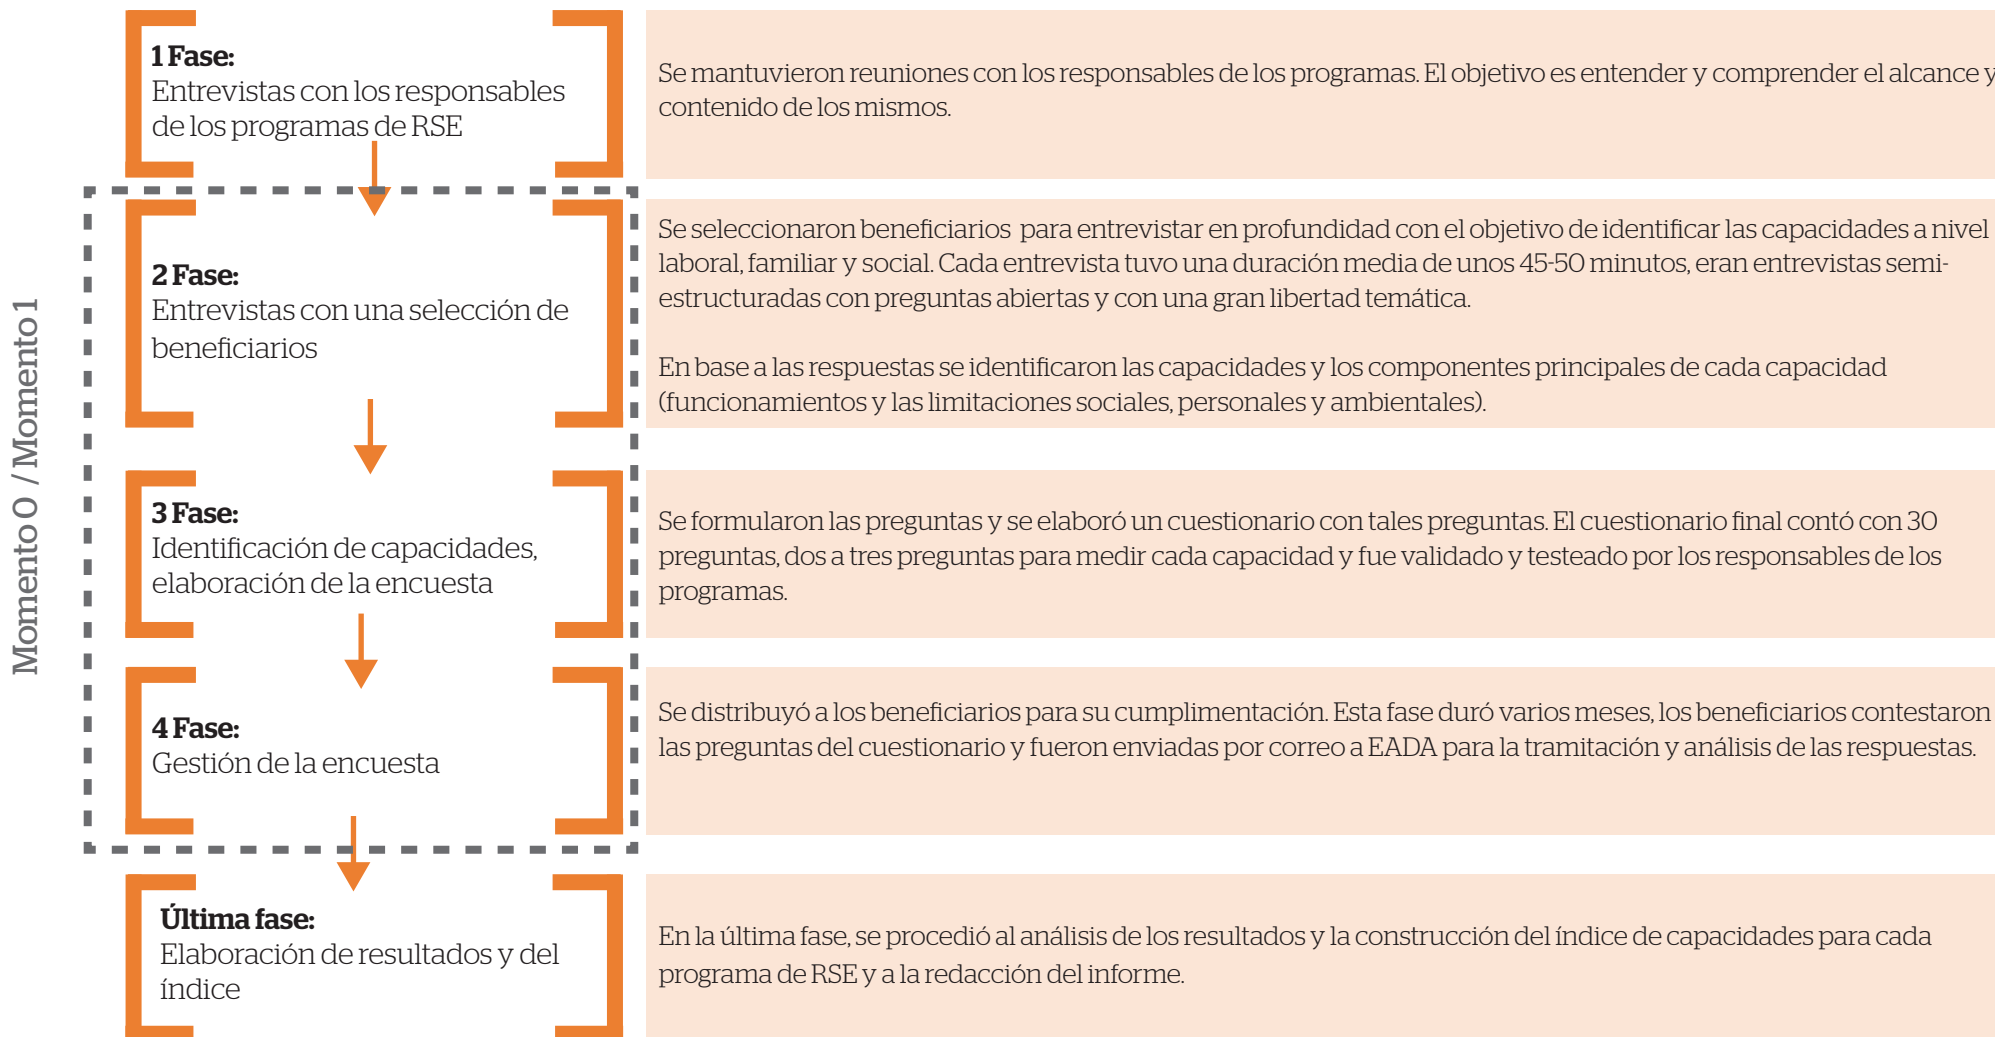 Momento 0 / Momento 1
1 Fase:
Entrevistas con los responsables
de los programas de RSE
Se mantuvieron reuniones con los responsables de los programas. El objetivo es entender y comprender el alcance y
contenido de los mismos.
2 Fase:
Entrevistas con una selección de
beneficiarios
Se seleccionaron beneficiarios para entrevistar en profundidad con el objetivo de identificar las capacidades a nivel
laboral, familiar y social. Cada entrevista tuvo una duración media de unos 45-50 minutos, eran entrevistas semi-
estructuradas con preguntas abiertas y con una gran libertad temática.
En base a las respuestas se identificaron las capacidades y los componentes principales de cada capacidad
(funcionamientos y las limitaciones sociales, personales y ambientales).
3 Fase:
Identificación de capacidades,
elaboración de la encuesta
Se formularon las preguntas y se elaboró un cuestionario con tales preguntas. El cuestionario final contó con 30
preguntas, dos a tres preguntas para medir cada capacidad y fue validado y testeado por los responsables de los
programas.
4 Fase:
Gestión de la encuesta
Se distribuyó a los beneficiarios para su cumplimentación. Esta fase duró varios meses, los beneficiarios contestaron
las preguntas del cuestionario y fueron enviadas por correo a EADA para la tramitación y análisis de las respuestas.
Última fase:
Elaboración de resultados y del
índice
En la última fase, se procedió al análisis de los resultados y la construcción del índice de capacidades para cada
programa de RSE y a la redacción del informe.